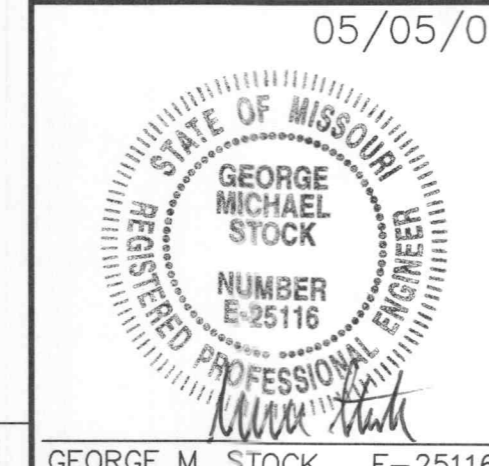 05/05/0
STATE OF MISSOURI
GEORGE
MICHAEL
STOCK
NUMBER
E-25116
REGISTERED PROFESSIONAL ENGINEER
GEORGE M. STOCK E-25116